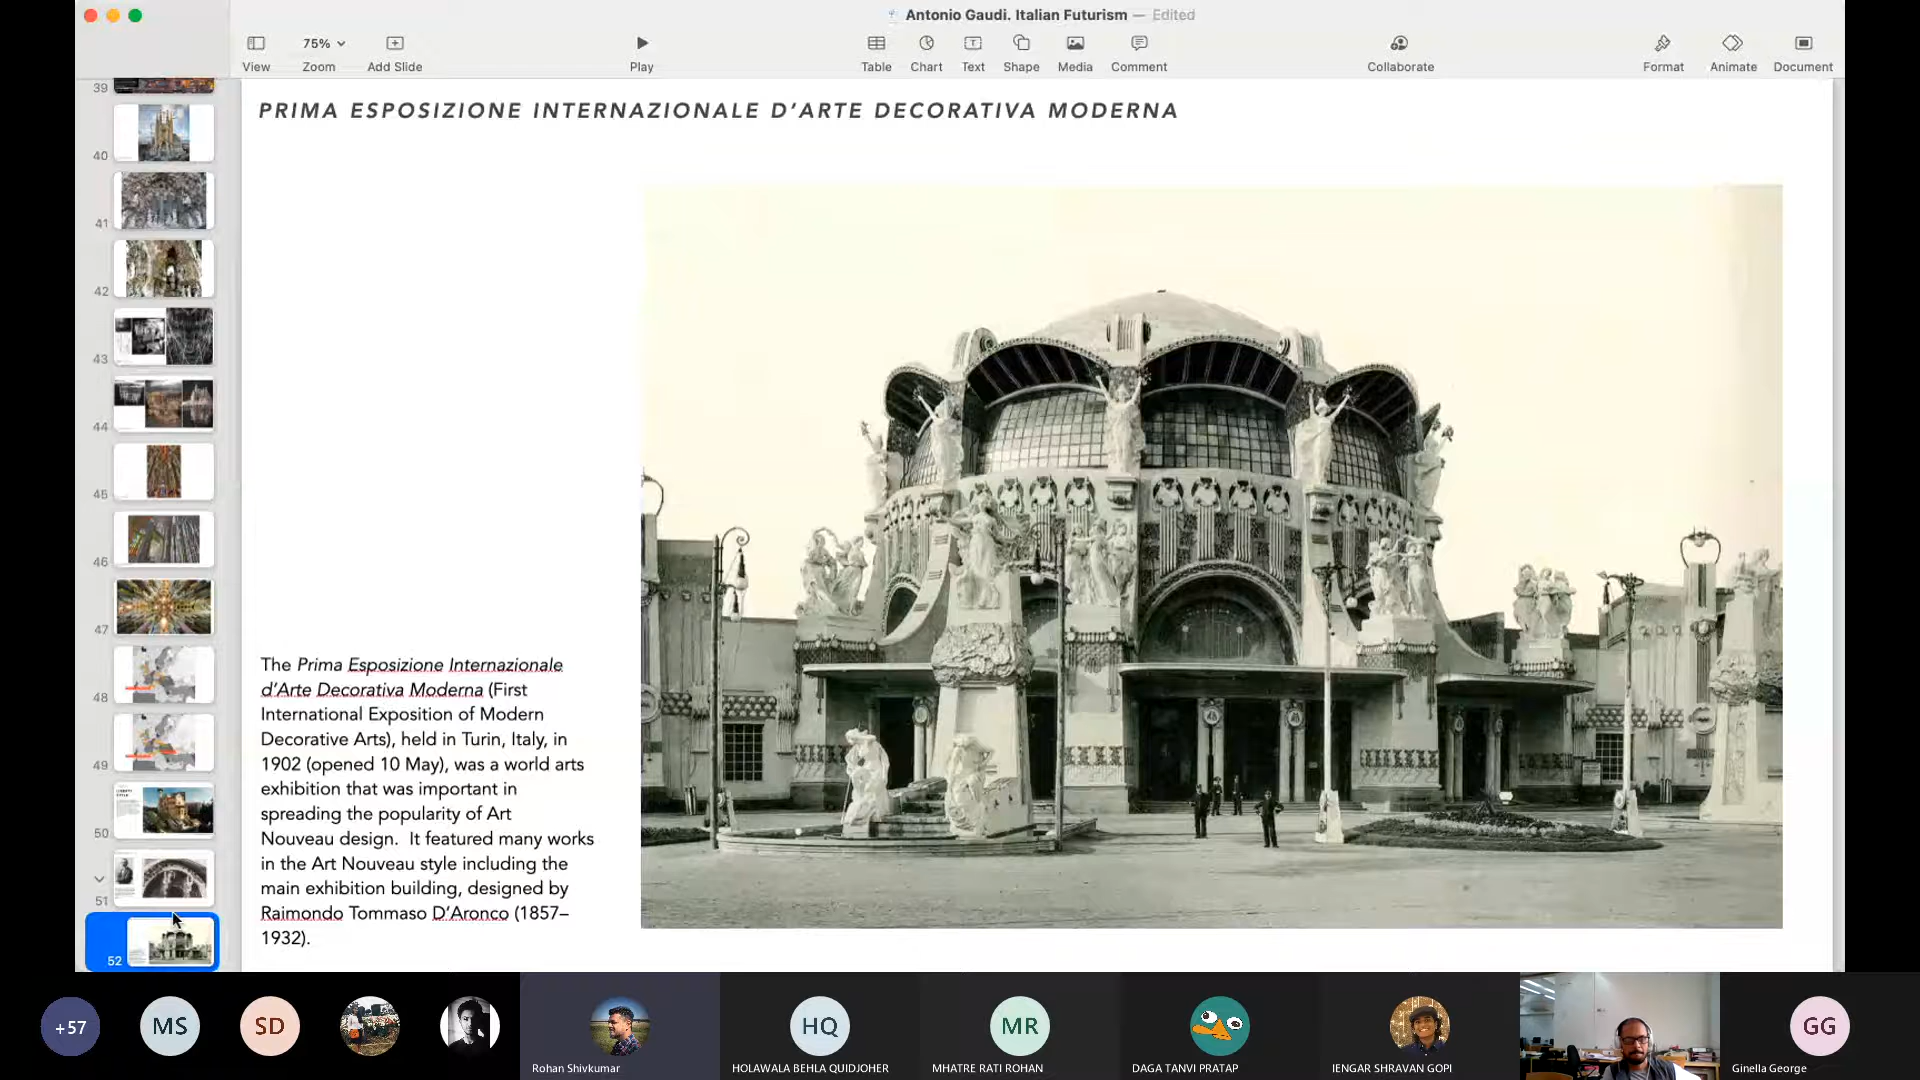 Antonio Gaudi. Italian Futurism — Edited
75%
View
Zoom
Add Slide
Play
Table
Chart
Text
Shape
Media
Comment
Collaborate
Format
Animate
Document
39
40
41
42
43
44
45
46
47
48
49
50
51
52
PRIMA ESPOSIZIONE INTERNAZIONALE D'ARTE DECORATIVA MODERNA
The Prima Esposizione Internazionale
d'Arte Decorativa Moderna (First
International Exposition of Modern
Decorative Arts), held in Turin, Italy, in
1902 (opened 10 May), was a world arts
exhibition that was important in
spreading the popularity of Art
Nouveau design. It featured many works
in the Art Nouveau style including the
main exhibition building, designed by
Raimondo Tommaso D'Aronco (1857–
1932).
+57
MS
SD
Rohan Shivkumar
HQ
HOLAWALA BEHLA QUIDJOHER
MR
MHATRE RATI ROHAN
DAGA TANVI PRATAP
IENGAR SHRAVAN GOPI
GG
Ginella George